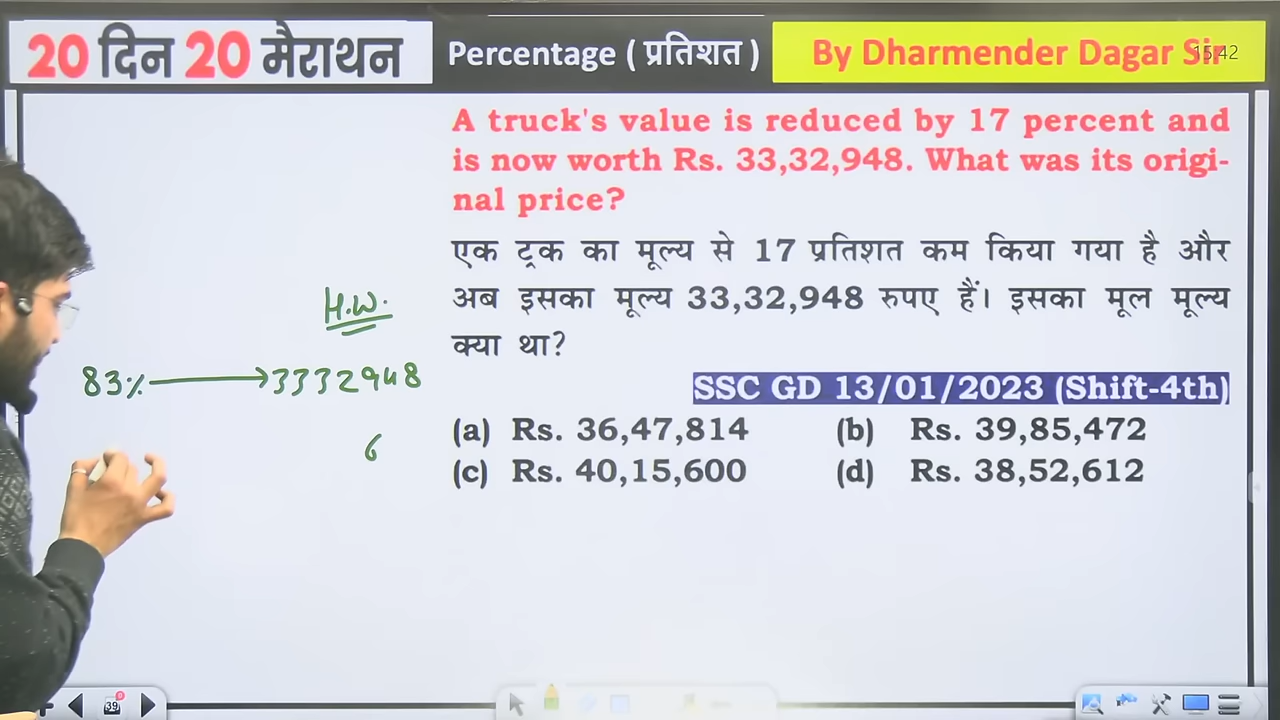 20 दिन 20 मैराथन
Percentage ( प्रतिशत )
By Dharmender Dagar Sir
15:42
A truck's value is reduced by 17 percent and
is now worth Rs. 33,32,948. What was its origi-
nal price?
एक ट्रक का मूल्य से 17 प्रतिशत कम किया गया है और
अब इसका मूल्य 33,32,948 रुपए हैं। इसका मूल मूल्य
क्या था?
H.W.
83% → 3332948
6
SSC GD 13/01/2023 (Shift-4th)
(a) Rs. 36,47,814 (b) Rs. 39,85,472
(c) Rs. 40,15,600 (d) Rs. 38,52,612
39
6